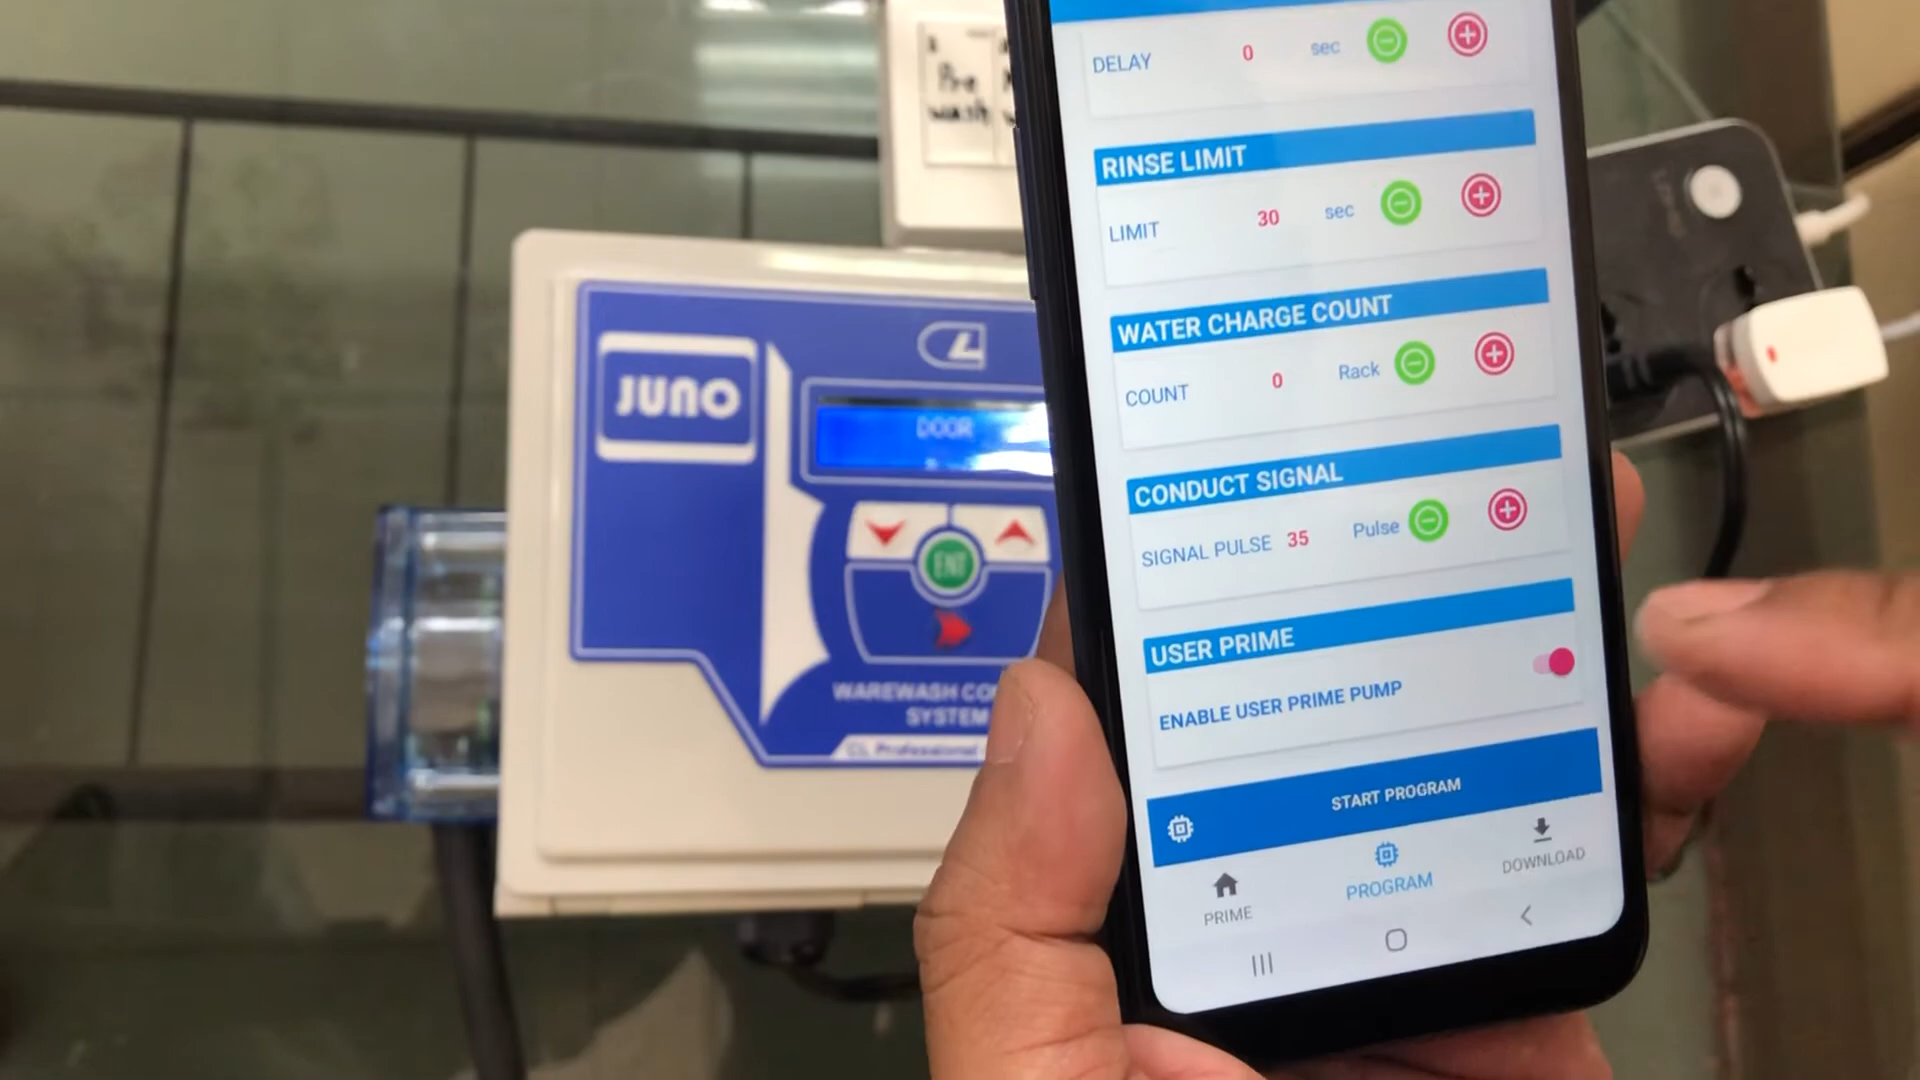 Pre
wash
JUNO
DOOR
ENT
WAREWASH
SYSTEM
CL Professional
DELAY 0 sec
RINSE LIMIT
LIMIT 30 sec
WATER CHARGE COUNT
COUNT 0 Rack
CONDUCT SIGNAL
SIGNAL PULSE 35 Pulse
USER PRIME
ENABLE USER PRIME PUMP
START PROGRAM
PRIME PROGRAM DOWNLOAD